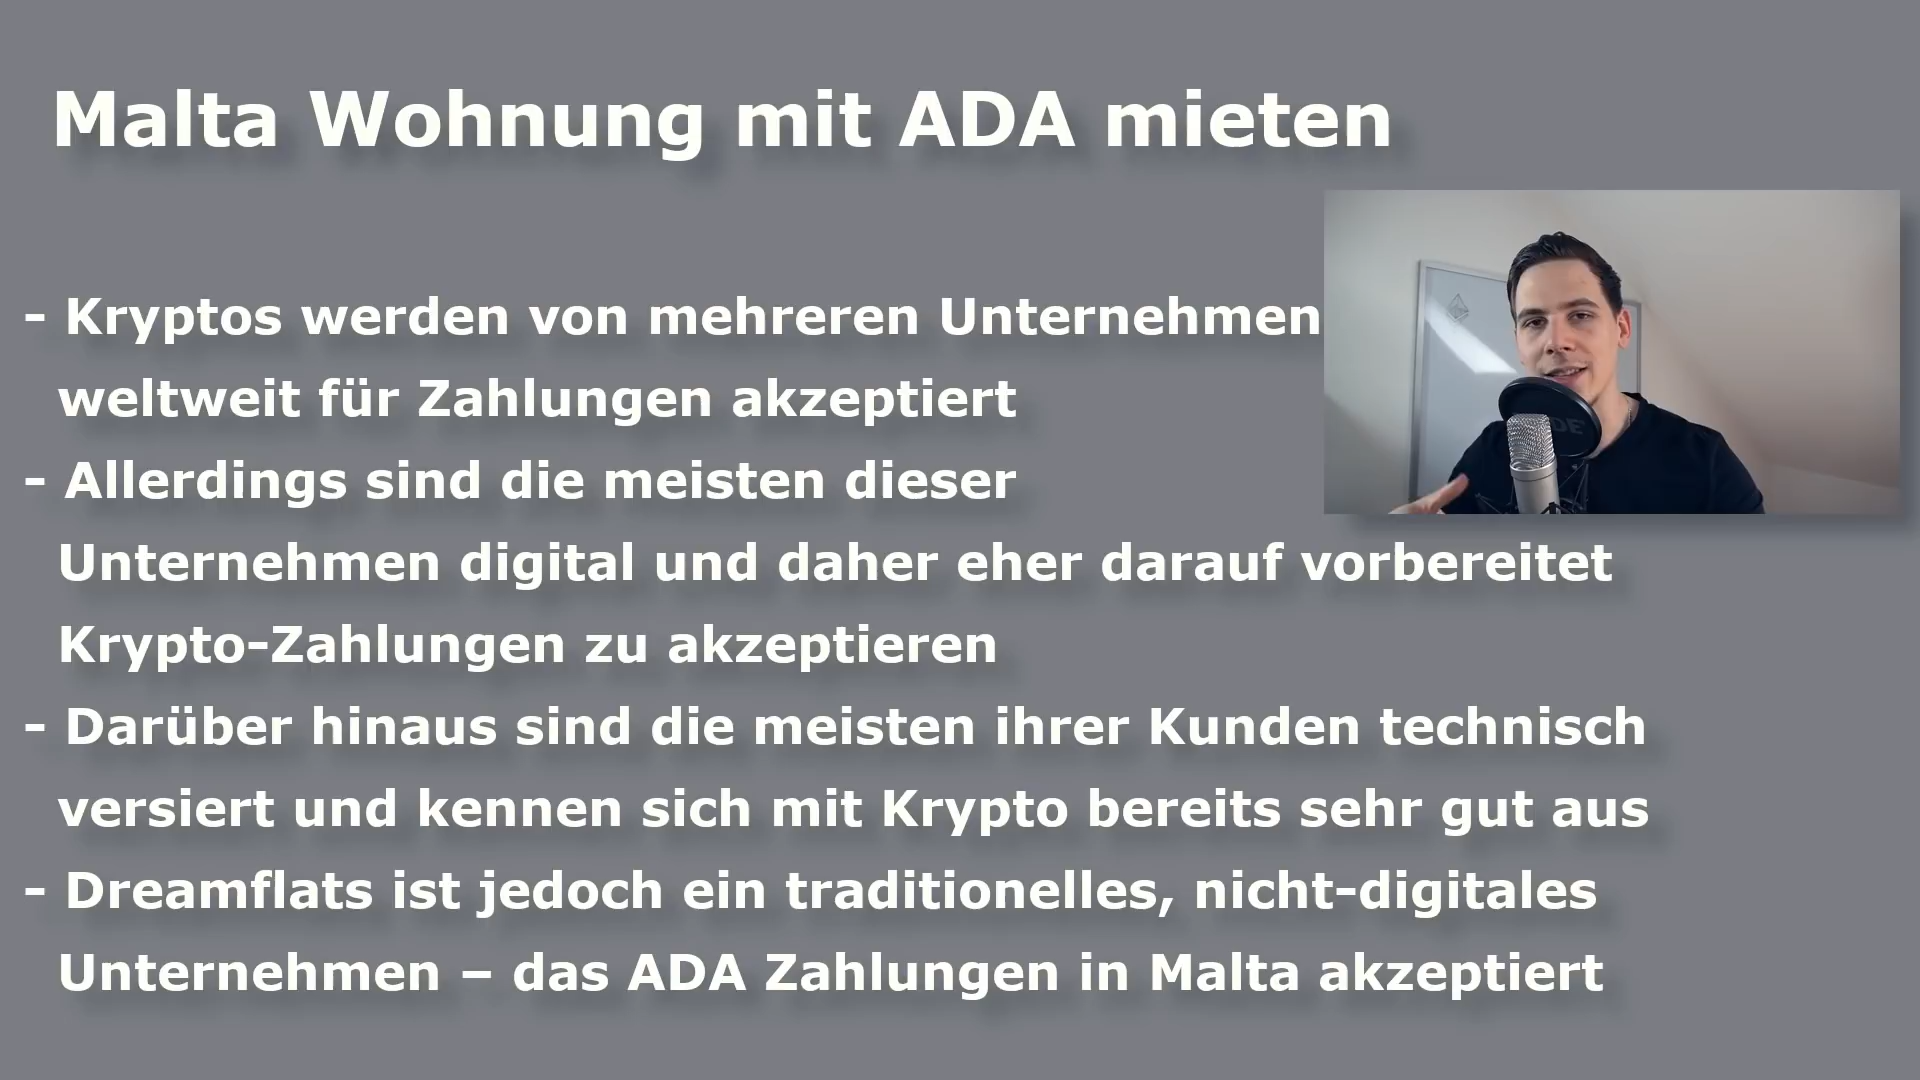 Malta Wohnung mit ADA mieten
- Kryptos werden von mehreren Unternehmen
weltweit für Zahlungen akzeptiert
- Allerdings sind die meisten dieser
Unternehmen digital und daher eher darauf vorbereitet
Krypto-Zahlungen zu akzeptieren
- Darüber hinaus sind die meisten ihrer Kunden technisch
versiert und kennen sich mit Krypto bereits sehr gut aus
- Dreamflats ist jedoch ein traditionelles, nicht-digitales
Unternehmen – das ADA Zahlungen in Malta akzeptiert